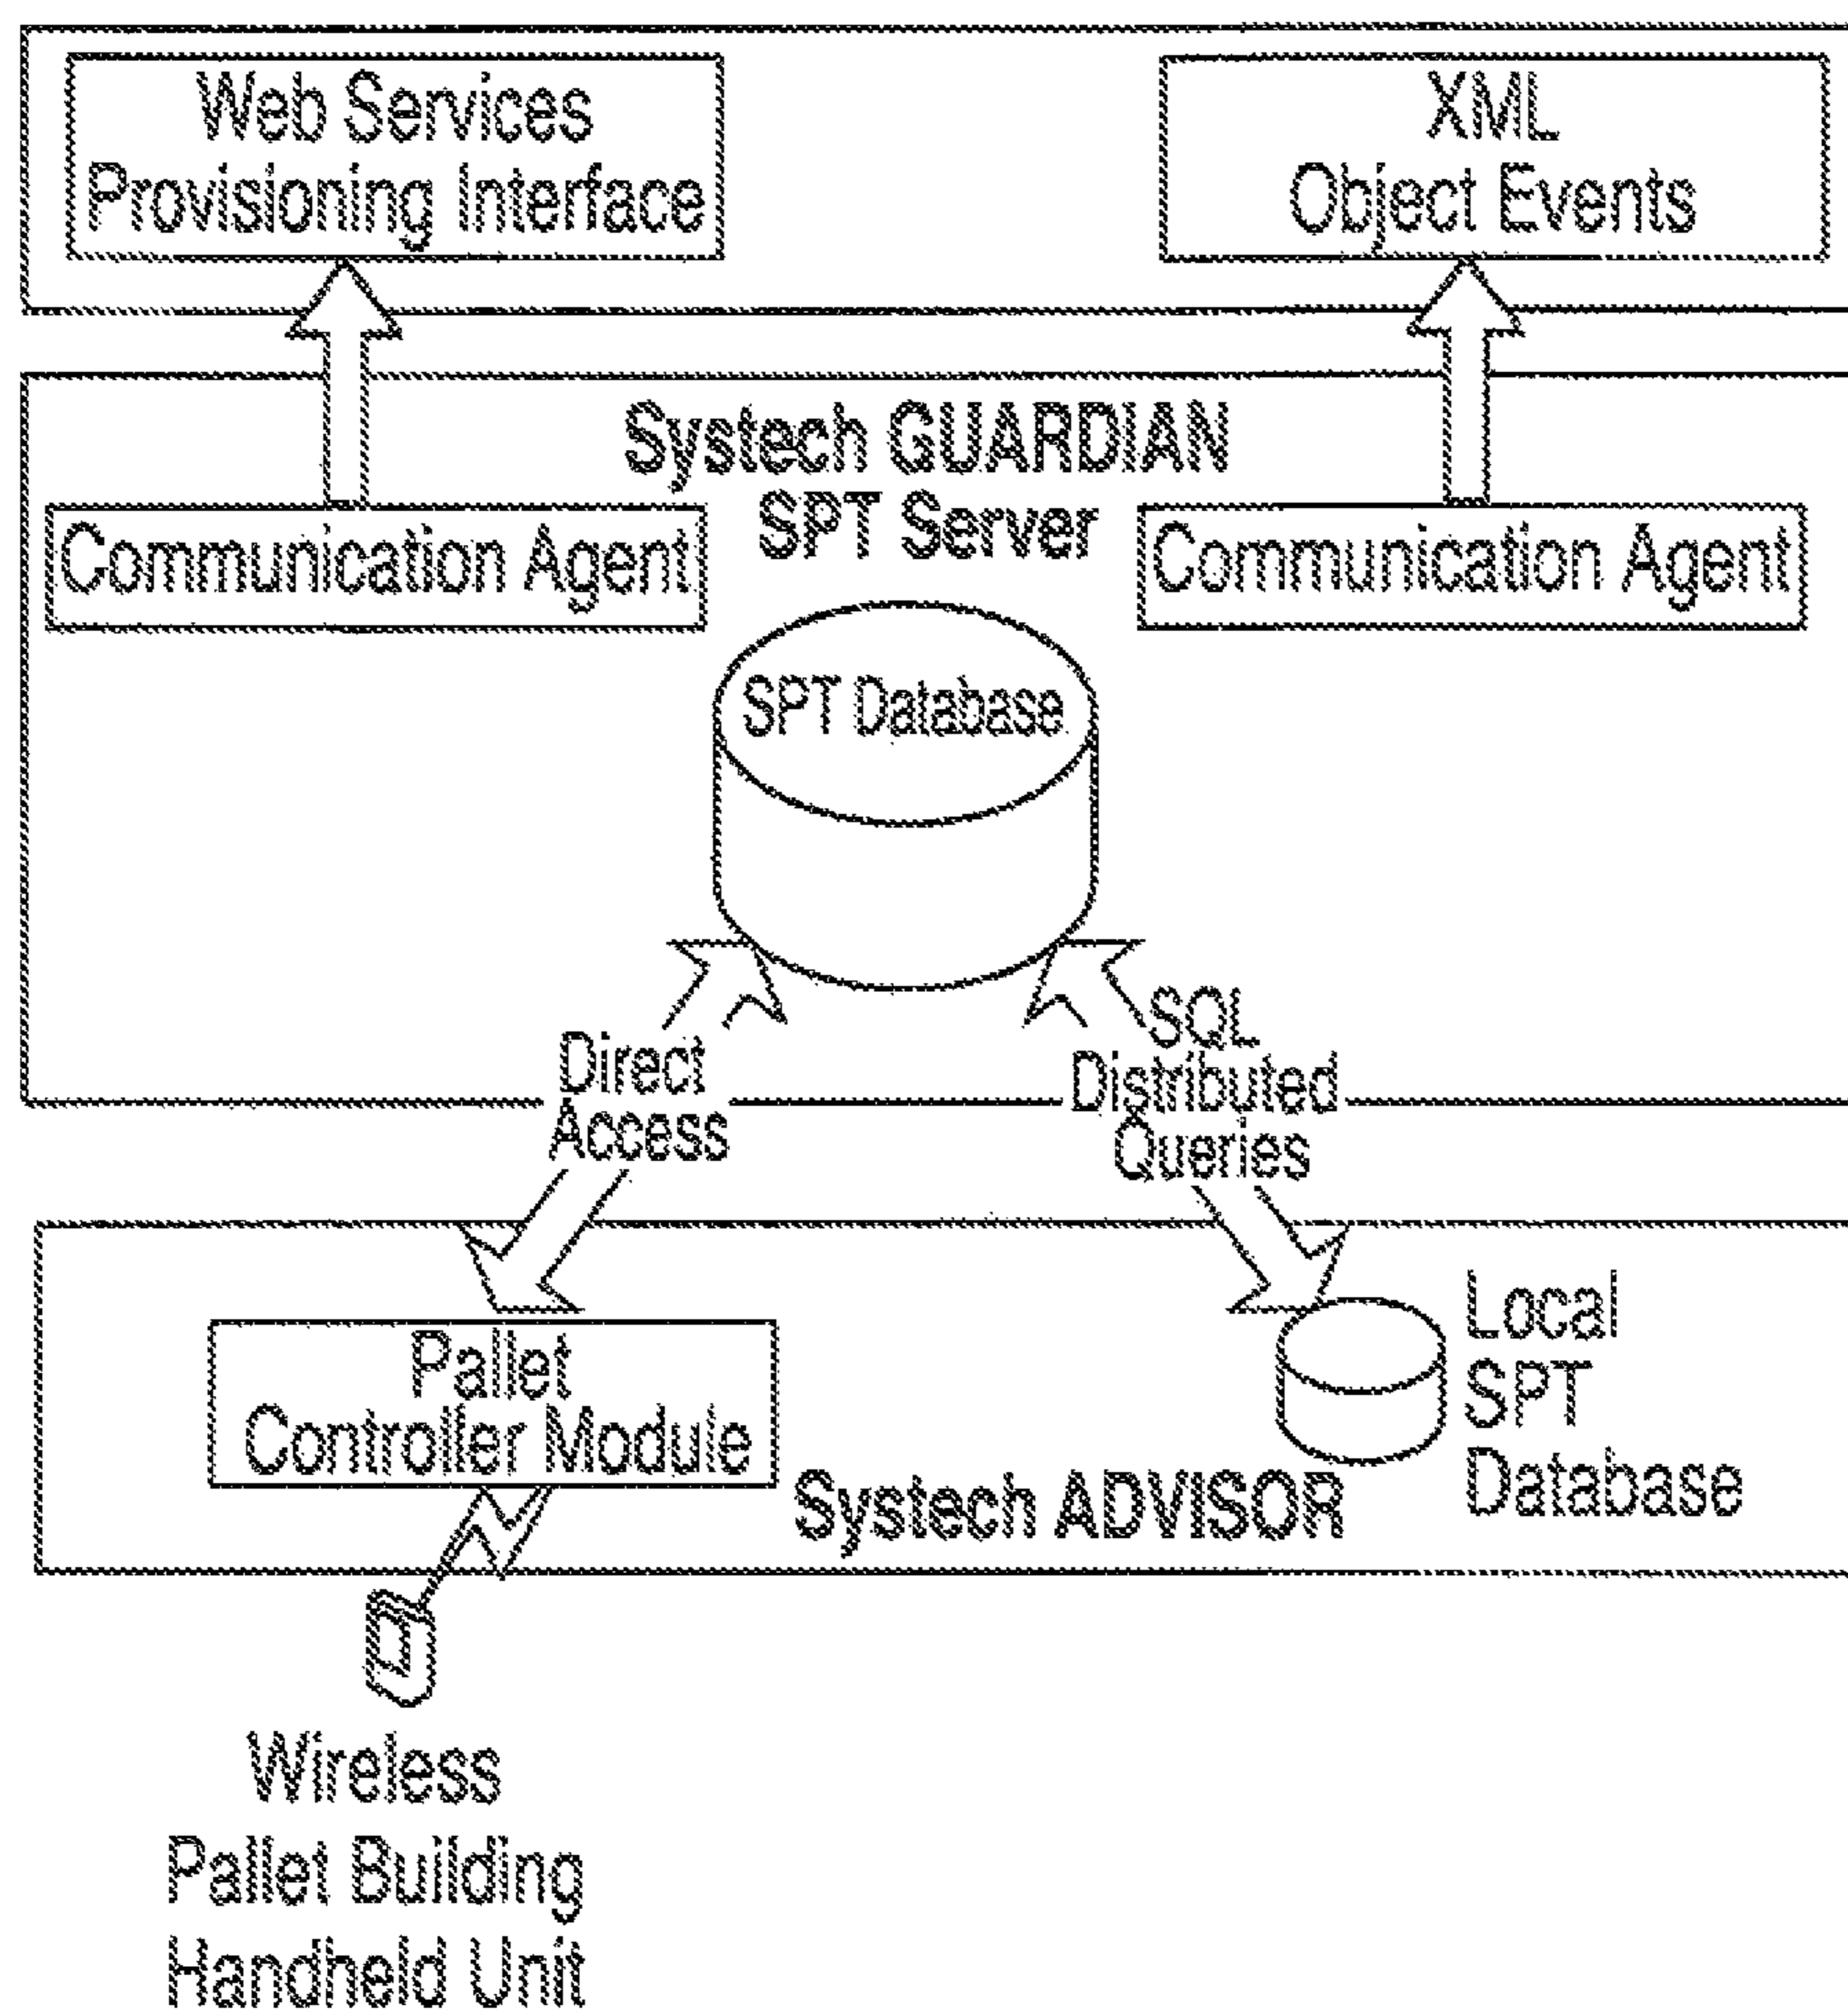 Web Services
Provisioning Interface
XML
Object Events
Systech GUARDIAN
SPT Server
Communication Agent
Communication Agent
SPT Database
Direct
Access
SQL
Distributed
Queries
Pallet
Controller Module
Local
SPT
Database
Systech ADVISOR
Wireless
Pallet Building
Handheld Unit